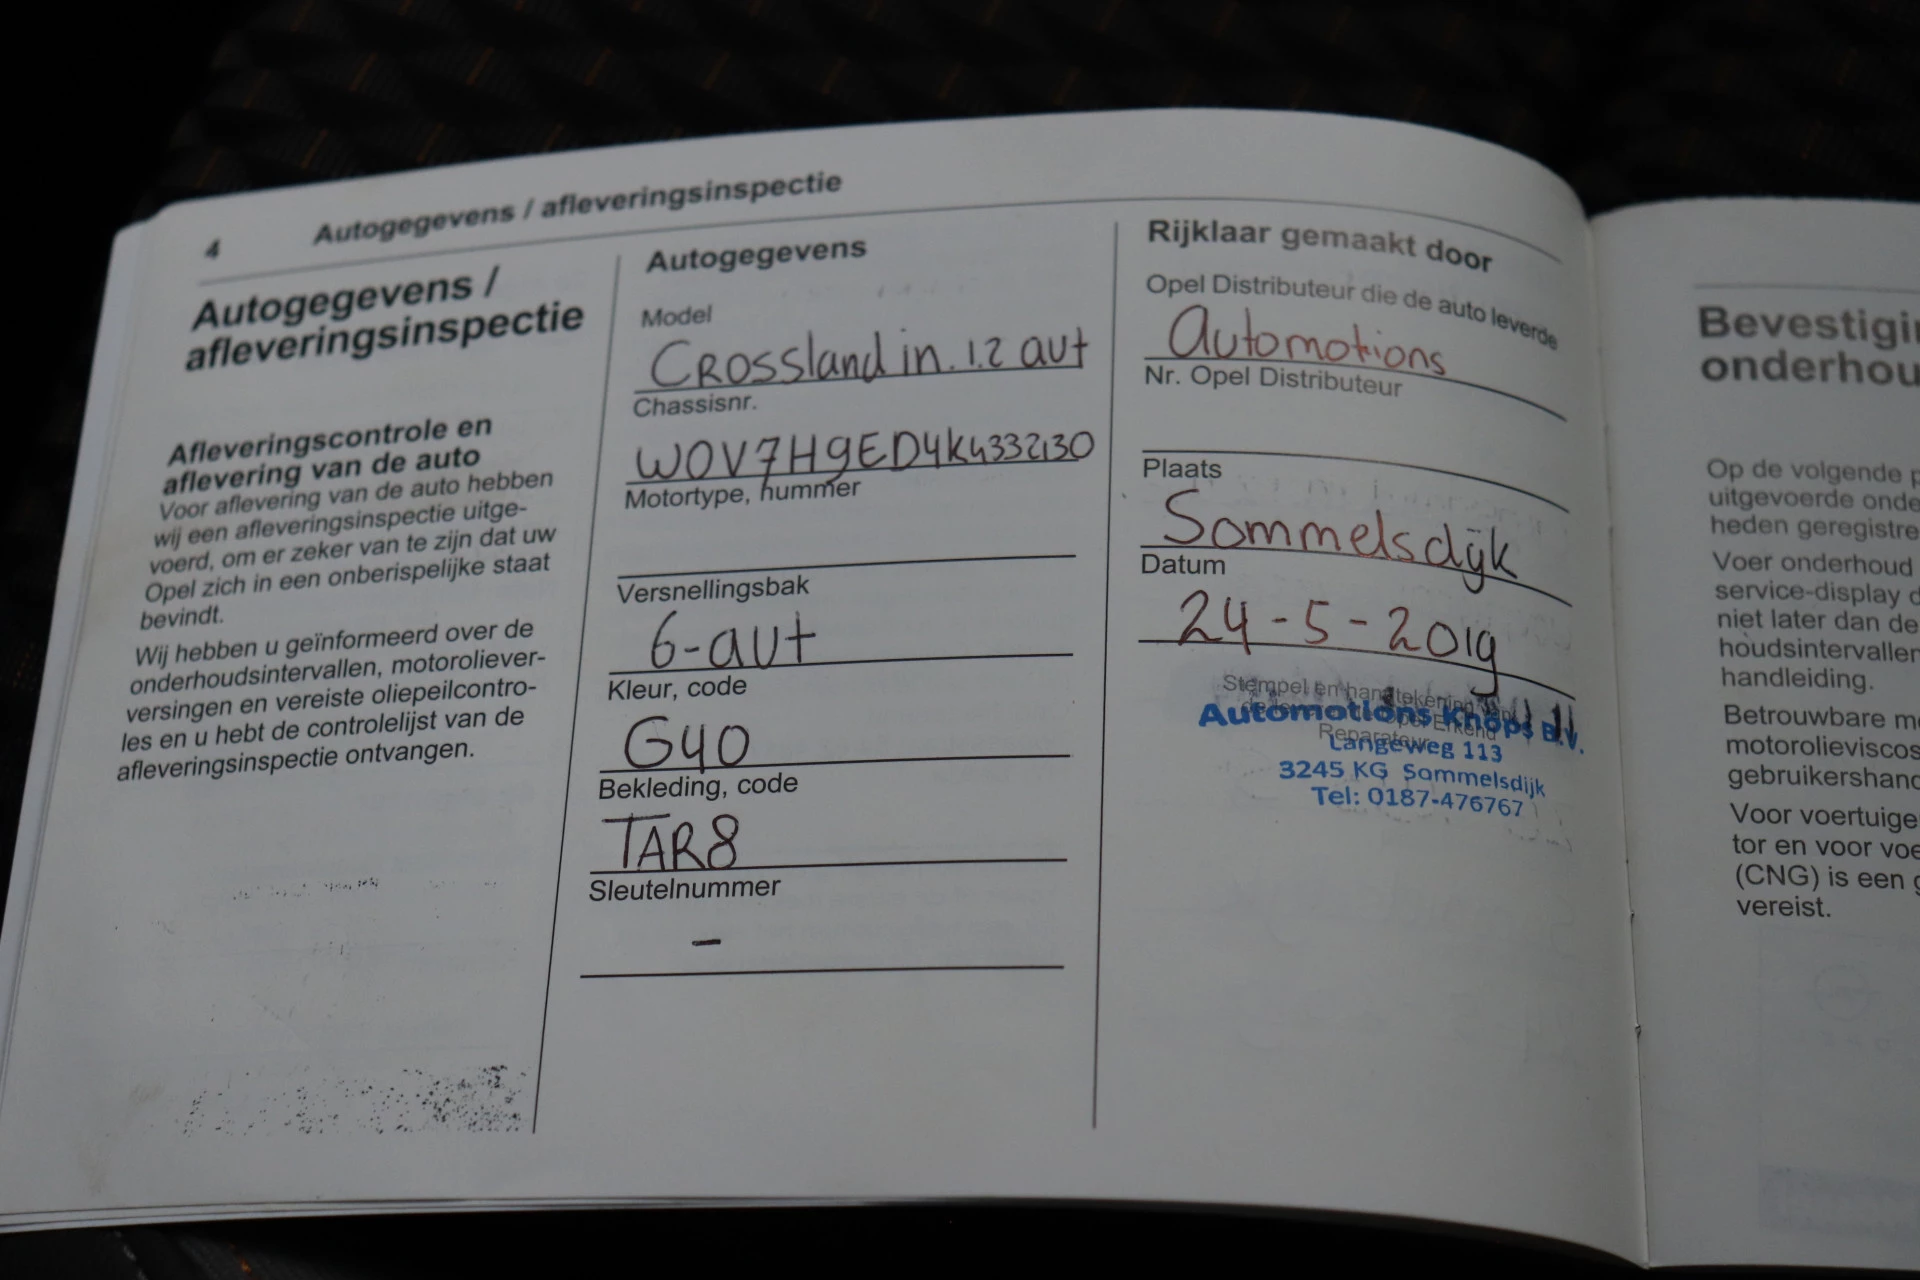 4
Autogegevens / afleveringsinspectie
Autogegevens /
afleveringsinspectie
Afleveringscontrole en
aflevering van de auto
Voor aflevering van de auto hebben
wij een afleveringsinspectie uitge-
voerd, om er zeker van te zijn dat uw
Opel zich in een onberispelijke staat
bevindt.
Wij hebben u geïnformeerd over de
onderhoudsintervallen, motoroliever-
versingen en vereiste oliepeilcontro-
les en u hebt de controlelijst van de
afleveringsinspectie ontvangen.
Autogegevens
Model
Crossland in. 1.2 aut
Chassisnr.
W0V7H9ED4K4332130
Motortype, nummer
Versnellingsbak
6-aut
Kleur, code
G40
Bekleding, code
TAR8
Sleutelnummer
-
Rijklaar gemaakt door
Opel Distributeur die de auto leverde
Automotions
Nr. Opel Distributeur
Plaats
Sommelsdijk
Datum
24-5-2019
Stempel en handtekening van
Erkend
Reparateur
Automotions Knops B.V.
Langeweg 113
3245 KG Sommelsdijk
Tel: 0187-476767
Bevestigi
onderhou
Op de volgende p
uitgevoerde onde
heden geregistre
Voer onderhoud
service-display d
niet later dan de
houdsintervallen
handleiding.
Betrouwbare mo
motorolieviscos
gebruikershand
Voor voertuige
tor en voor voe
(CNG) is een g
vereist.